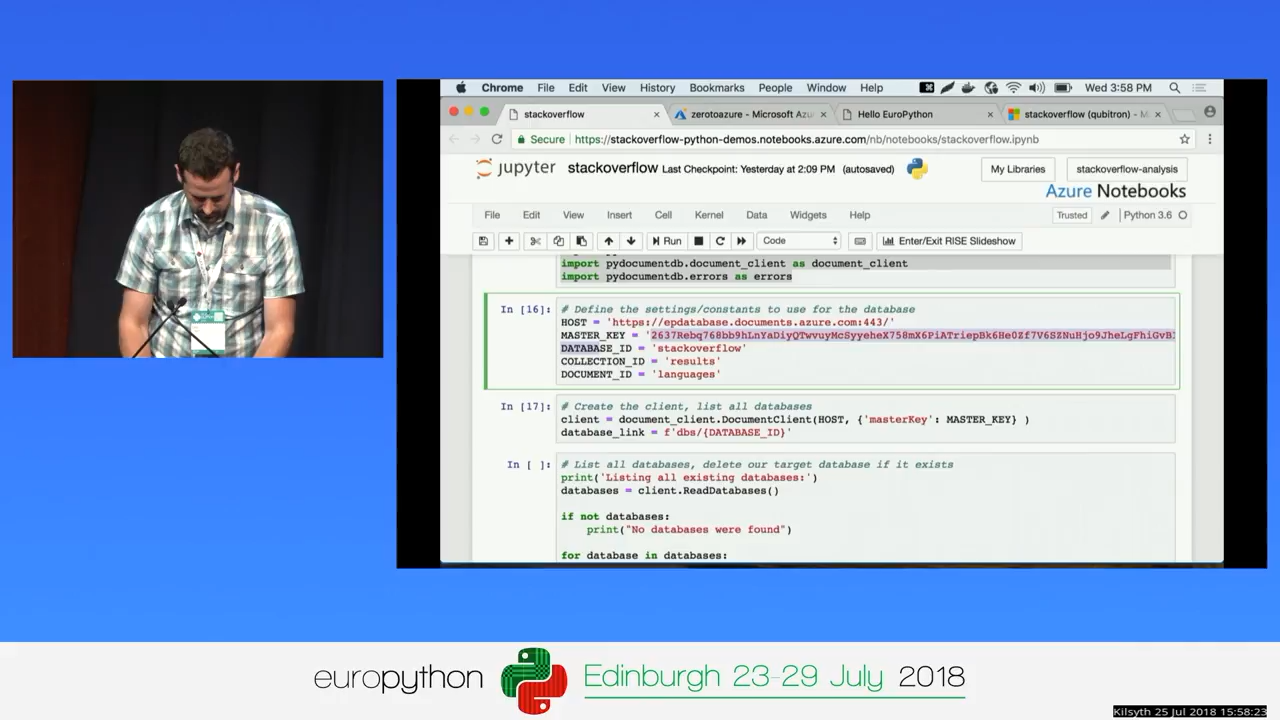 Chrome File Edit View History Bookmarks People Window Help Wed 3:58 PM
stackoverflow zerotoazure - Microsoft Azu Hello EuroPython stackoverflow (qubitron) - M
Secure https://stackoverflow-python-demos.notebooks.azure.com/nb/notebooks/stackoverflow.ipynb
jupyter stackoverflow Last Checkpoint: Yesterday at 2:09 PM (autosaved) My Libraries stackoverflow-analysis
Azure Notebooks
File Edit View Insert Cell Kernel Data Widgets Help Trusted Python 3.6
Run Code Enter/Exit RISE Slideshow
import pydocumentdb.document_client as document_client
import pydocumentdb.errors as errors
In [16]: # Define the settings/constants to use for the database
HOST = 'https://epdatabase.documents.azure.com:443/'
MASTER_KEY = '
DATABASE_ID = 'stackoverflow'
COLLECTION_ID = 'results'
DOCUMENT_ID = 'languages'
In [17]: # Create the client, list all databases
client = document_client.DocumentClient(HOST, {'masterKey': MASTER_KEY} )
database_link = f'dbs/{DATABASE_ID}'
In [ ]: # List all databases, delete our target database if it exists
print('Listing all existing databases:')
databases = client.ReadDatabases()
if not databases:
print("No databases were found")
for database in databases:
europython Edinburgh 23-29 July 2018
Kilsyth 25 Jul 2018 15:58:23